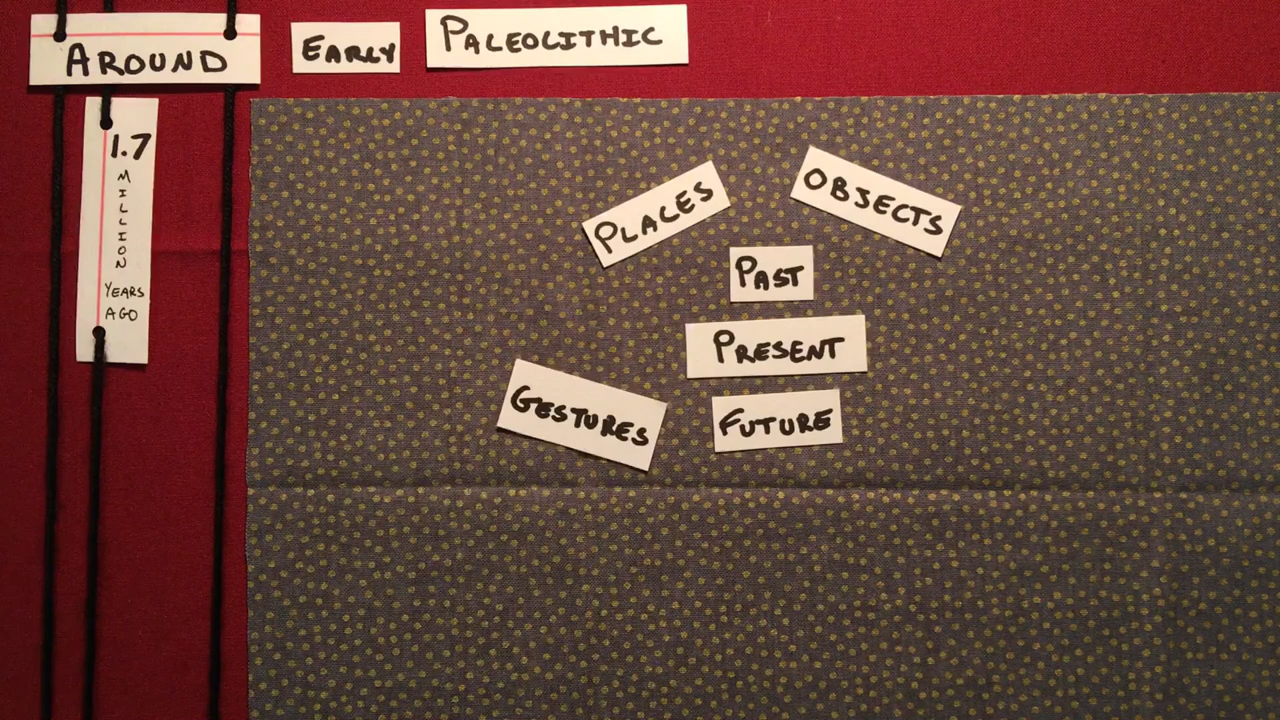 AROUND EARLY PALEOLITHIC
1.7
MILLION
YEARS
AGO
PLACES
OBJECTS
PAST
PRESENT
GESTURES
FUTURE